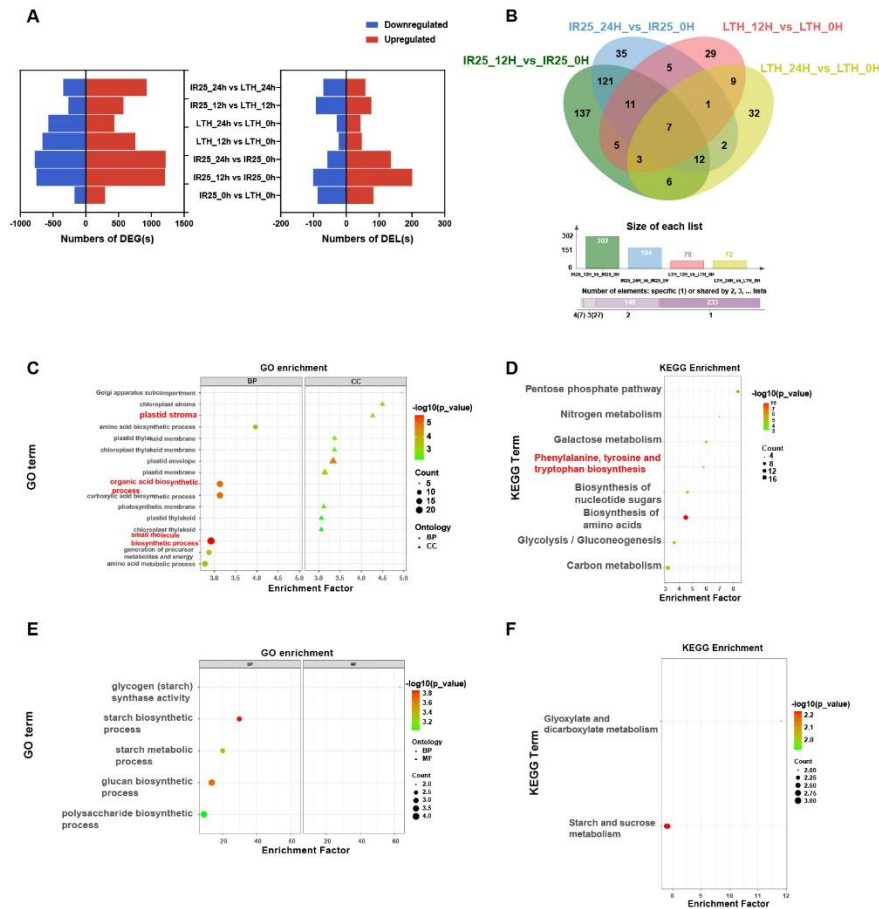 A
Downregulated
Upregulated
IR25_24h vs LTH_24h
IR25_12h vs LTH_12h
LTH_24h vs LTH_0h
LTH_12h vs LTH_0h
IR25_24h vs IR25_0h
IR25_12h vs IR25_0h
IR25_0h vs LTH_0h
-1000 -500 0 500 1000 1500
Numbers of DEG(s)
-200 -100 0 100 200 300
Numbers of DEL(s)
B
IR25_24H_vs_IR25_0H
LTH_12H_vs_LTH_0H
IR25_12H_vs_IR25_0H
LTH_24H_vs_LTH_0H
35 29
5
121 9
11 1
137 7 32
5 2
3 12
6
Size of each list
302
151
0
302
194
70
72
IR25_12H_vs_IR25_0H
IR25_24H_vs_IR25_0H
LTH_12H_vs_LTH_0H
LTH_24H_vs_LTH_0H
Number of elements: specific (1) or shared by 2, 3, ... lists
233
4(7) 3(27) 2 1
C
GO enrichment
BP CC
GO term
Golgi apparatus subcompartment
chloroplast stroma
plastid stroma
amino acid biosynthetic process
plastid thylakoid membrane
chloroplast thylakoid membrane
plastid envelope
plastid membrane
organic acid biosynthetic
process
carboxylic acid biosynthetic process
photosynthetic membrane
plastid thylakoid
chloroplast thylakoid
small molecule
biosynthetic process
generation of precursor
metabolites and energy
amino acid metabolic process
3.0 3.5 4.0 4.5 5.0 3.0 3.5 4.0 4.5 5.0
Enrichment Factor
-log10(p_value)
5
4
3
2
Count
5
10
15
20
Ontology
BP
CC
D
KEGG Enrichment
KEGG Term
Pentose phosphate pathway
Nitrogen metabolism
Galactose metabolism
Phenylalanine, tyrosine and
tryptophan biosynthesis
Biosynthesis of
nucleotide sugars
Biosynthesis of
amino acids
Glycolysis / Gluconeogenesis
Carbon metabolism
3 4 5 6 7 8
Enrichment Factor
-log10(p_value)
10
9
8
7
6
5
4
3
Count
4
8
12
16
E
GO enrichment
BP MF
GO term
glycogen (starch)
synthase activity
starch biosynthetic
process
starch metabolic
process
glucan biosynthetic
process
polysaccharide biosynthetic
process
20 40 60 20 40 60
Enrichment Factor
-log10(p_value)
3.8
3.6
3.4
3.2
Ontology
BP
MF
Count
2.0
2.5
3.0
3.5
4.0
F
KEGG Enrichment
KEGG Term
Glyoxylate and
dicarboxylate metabolism
Starch and sucrose
metabolism
8 9 10 11 12
Enrichment Factor
-log10(p_value)
2.2
2.1
2.0
Count
2.00
2.25
2.50
2.75
3.00